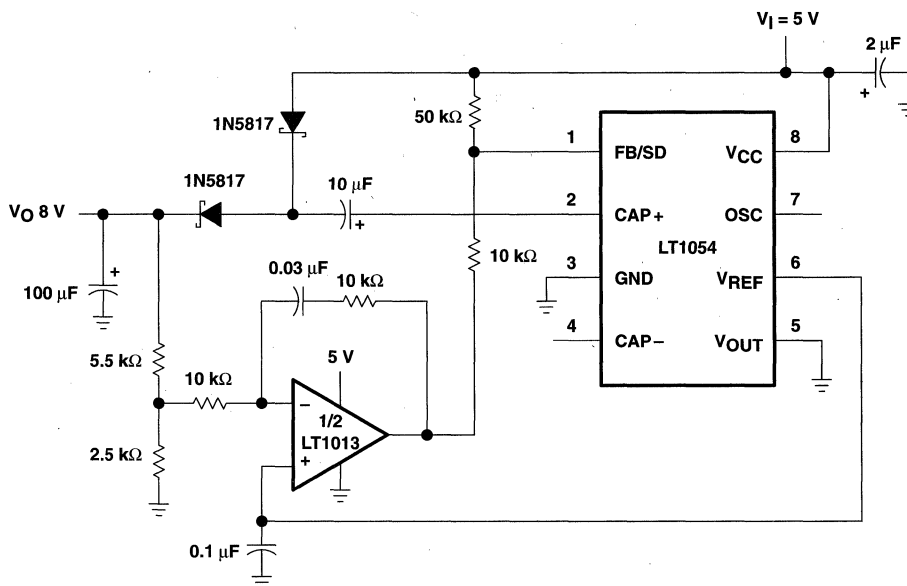 V_I = 5 V
2 µF
+
1N5817
50 kΩ
1
FB/SD
V_CC
8
1N5817
V_O 8 V
10 µF
+
2
CAP+
OSC
7
LT1054
+
100 µF
0.03 µF
10 kΩ
10 kΩ
3
GND
V_REF
6
4
CAP−
V_OUT
5
5.5 kΩ
10 kΩ
5 V
−
1/2
LT1013
+
2.5 kΩ
0.1 µF